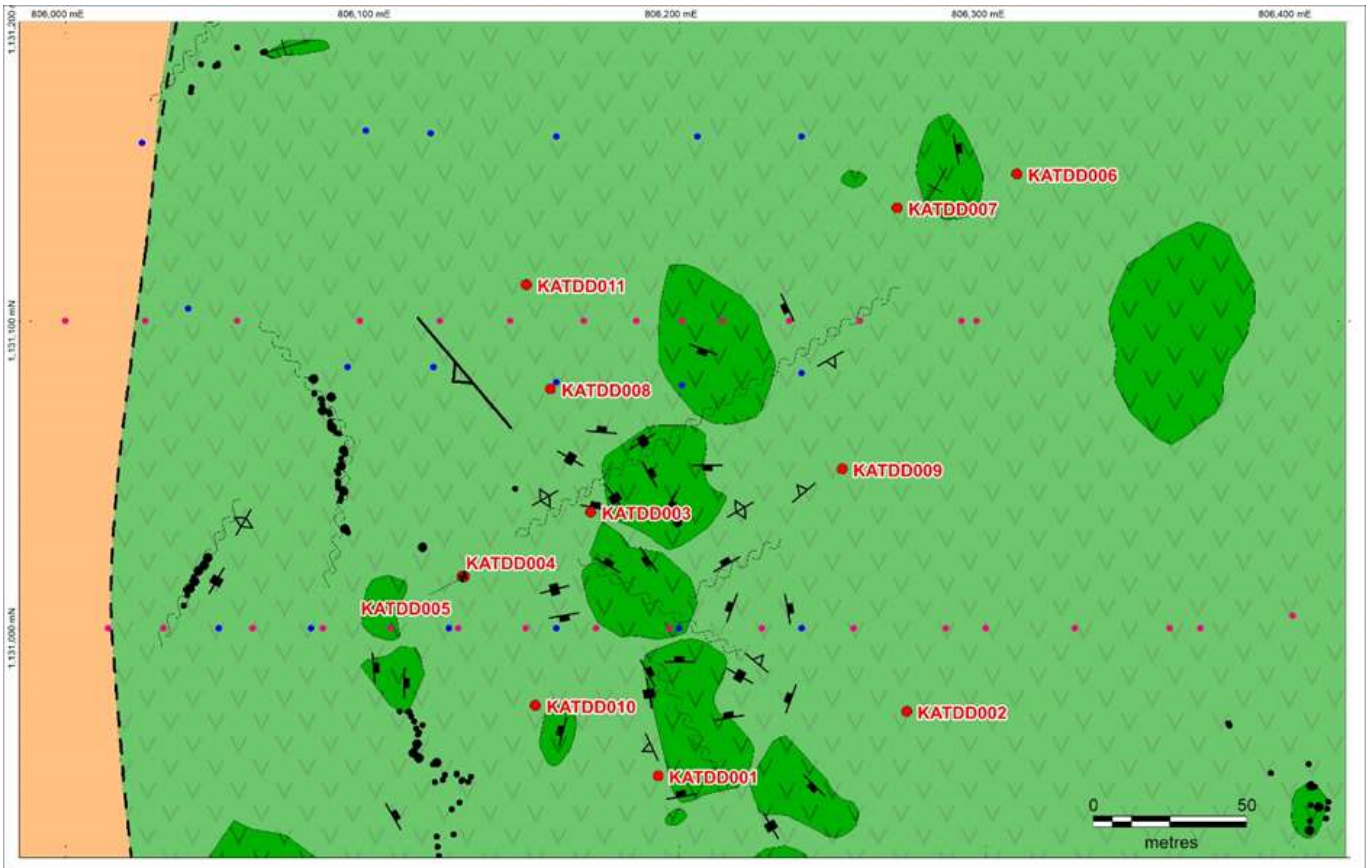 806,000 mE
806,100 mE
806,200 mE
806,300 mE
806,400 mE
1,131,200 mN
KATDD006
KATDD007
KATDD011
1,131,100 mN
KATDD008
KATDD009
KATDD003
KATDD004
KATDD005
1,131,000 mN
KATDD010
KATDD002
KATDD001
0 50
metres